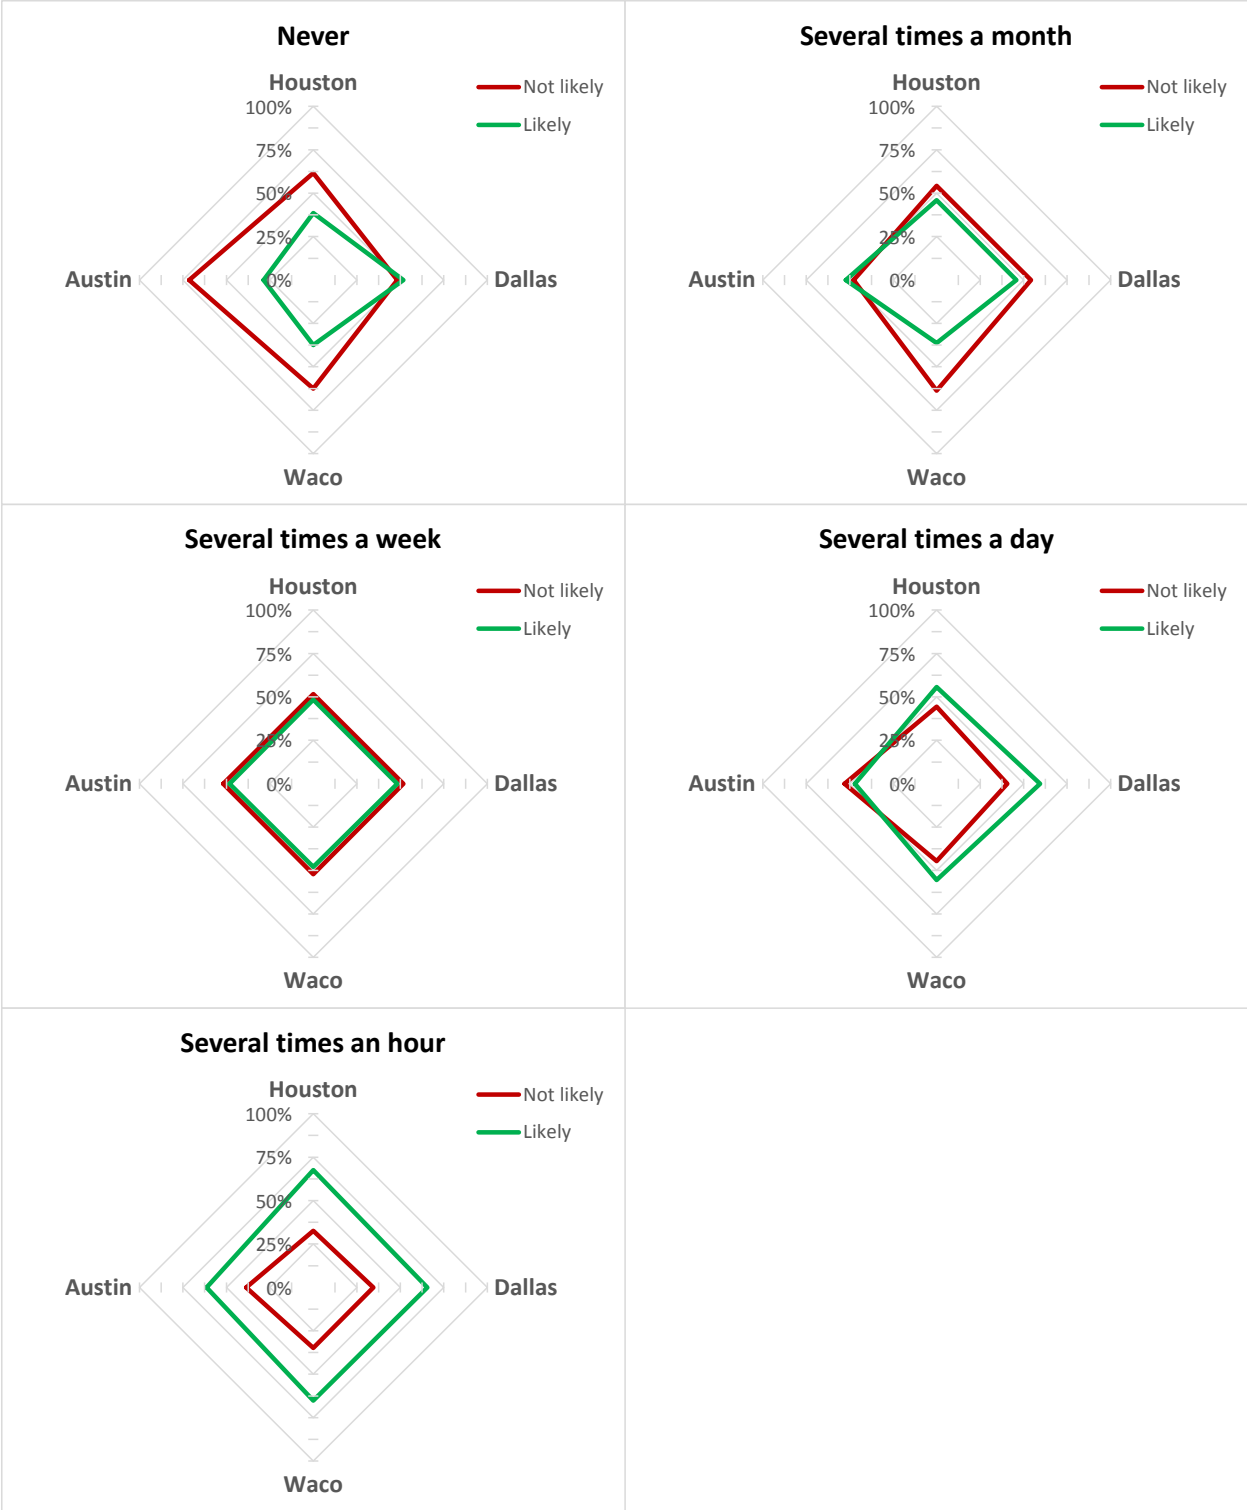 Never
Houston
Not likely
Likely
100%
75%
50%
25%
0%
Austin
Dallas
Waco
Several times a month
Houston
Not likely
Likely
100%
75%
50%
25%
0%
Austin
Dallas
Waco
Several times a week
Houston
Not likely
Likely
100%
75%
50%
25%
0%
Austin
Dallas
Waco
Several times a day
Houston
Not likely
Likely
100%
75%
50%
25%
0%
Austin
Dallas
Waco
Several times an hour
Houston
Not likely
Likely
100%
75%
50%
25%
0%
Austin
Dallas
Waco